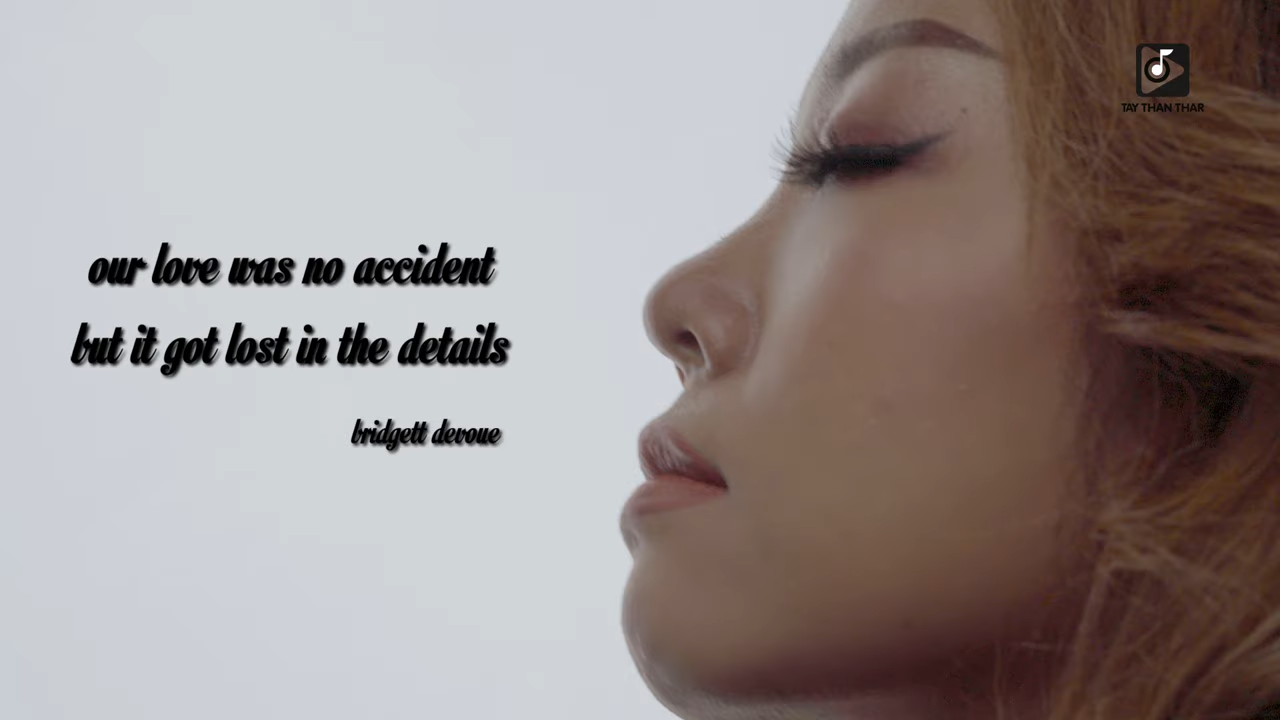 TAY THAN THAR
our love was no accident
but it got lost in the details
bridgett devoue